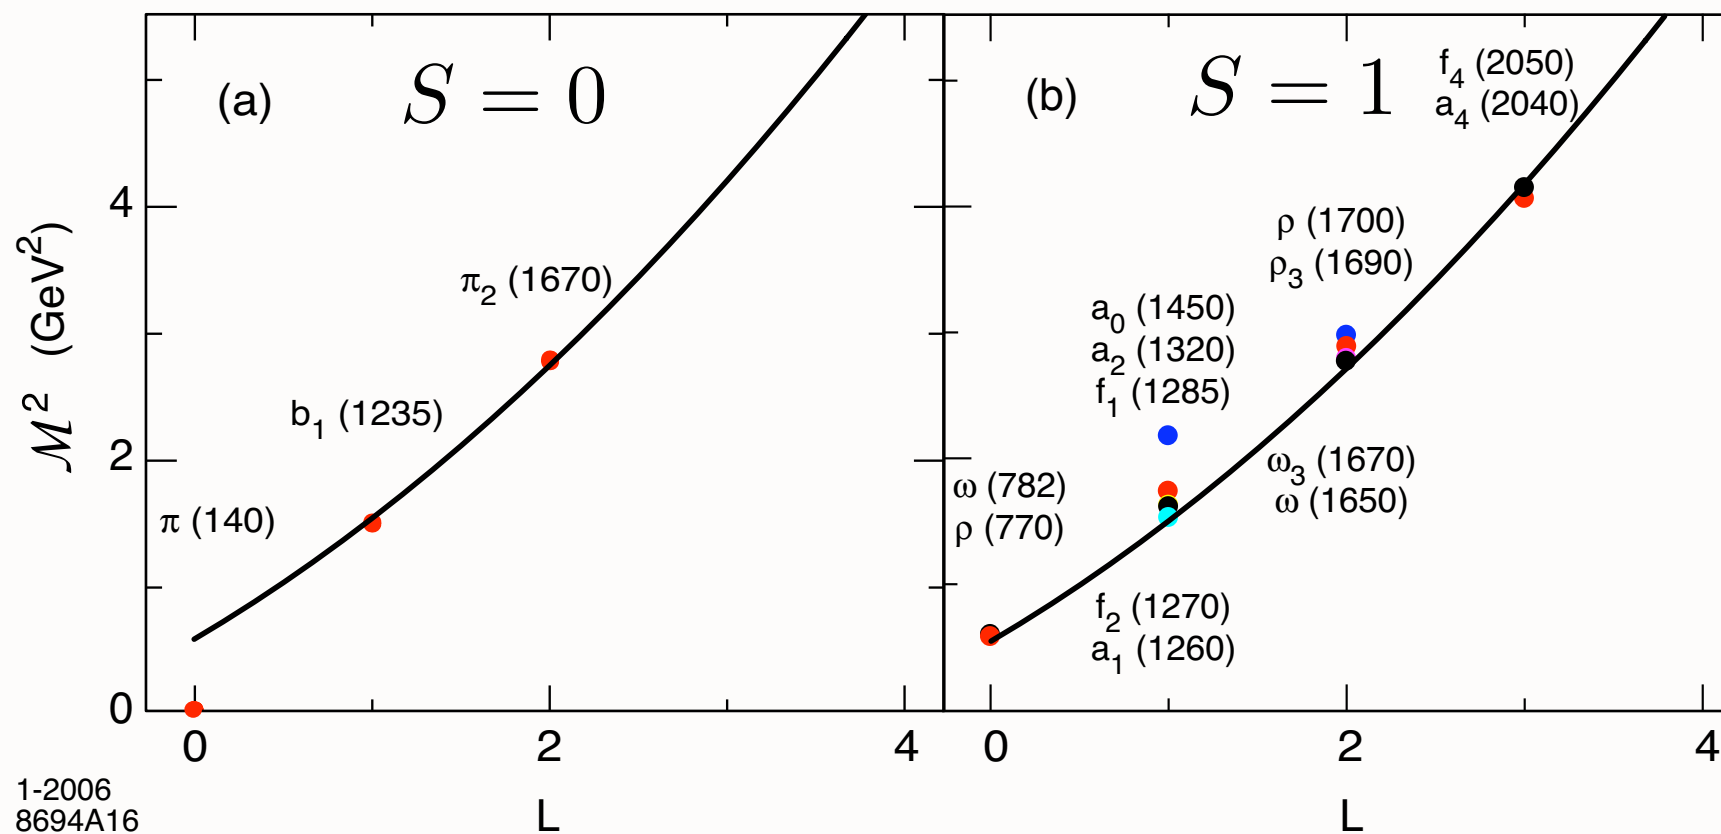 (a) S = 0
(b) S = 1
f4 (2050)
a4 (2040)
4
ρ (1700)
ρ3 (1690)
π2 (1670)
a0 (1450)
a2 (1320)
f1 (1285)
b1 (1235)
ℳ² (GeV²)
2
ω3 (1670)
ω (1650)
ω (782)
ρ (770)
π (140)
f2 (1270)
a1 (1260)
0
0 2 4
0 2 4
L
L
1-2006
8694A16